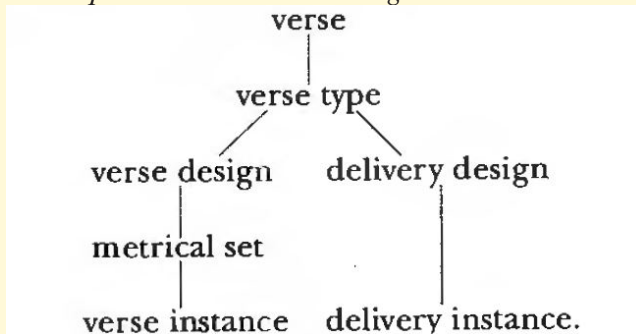 verse
verse type
verse design delivery design
metrical set
verse instance delivery instance.